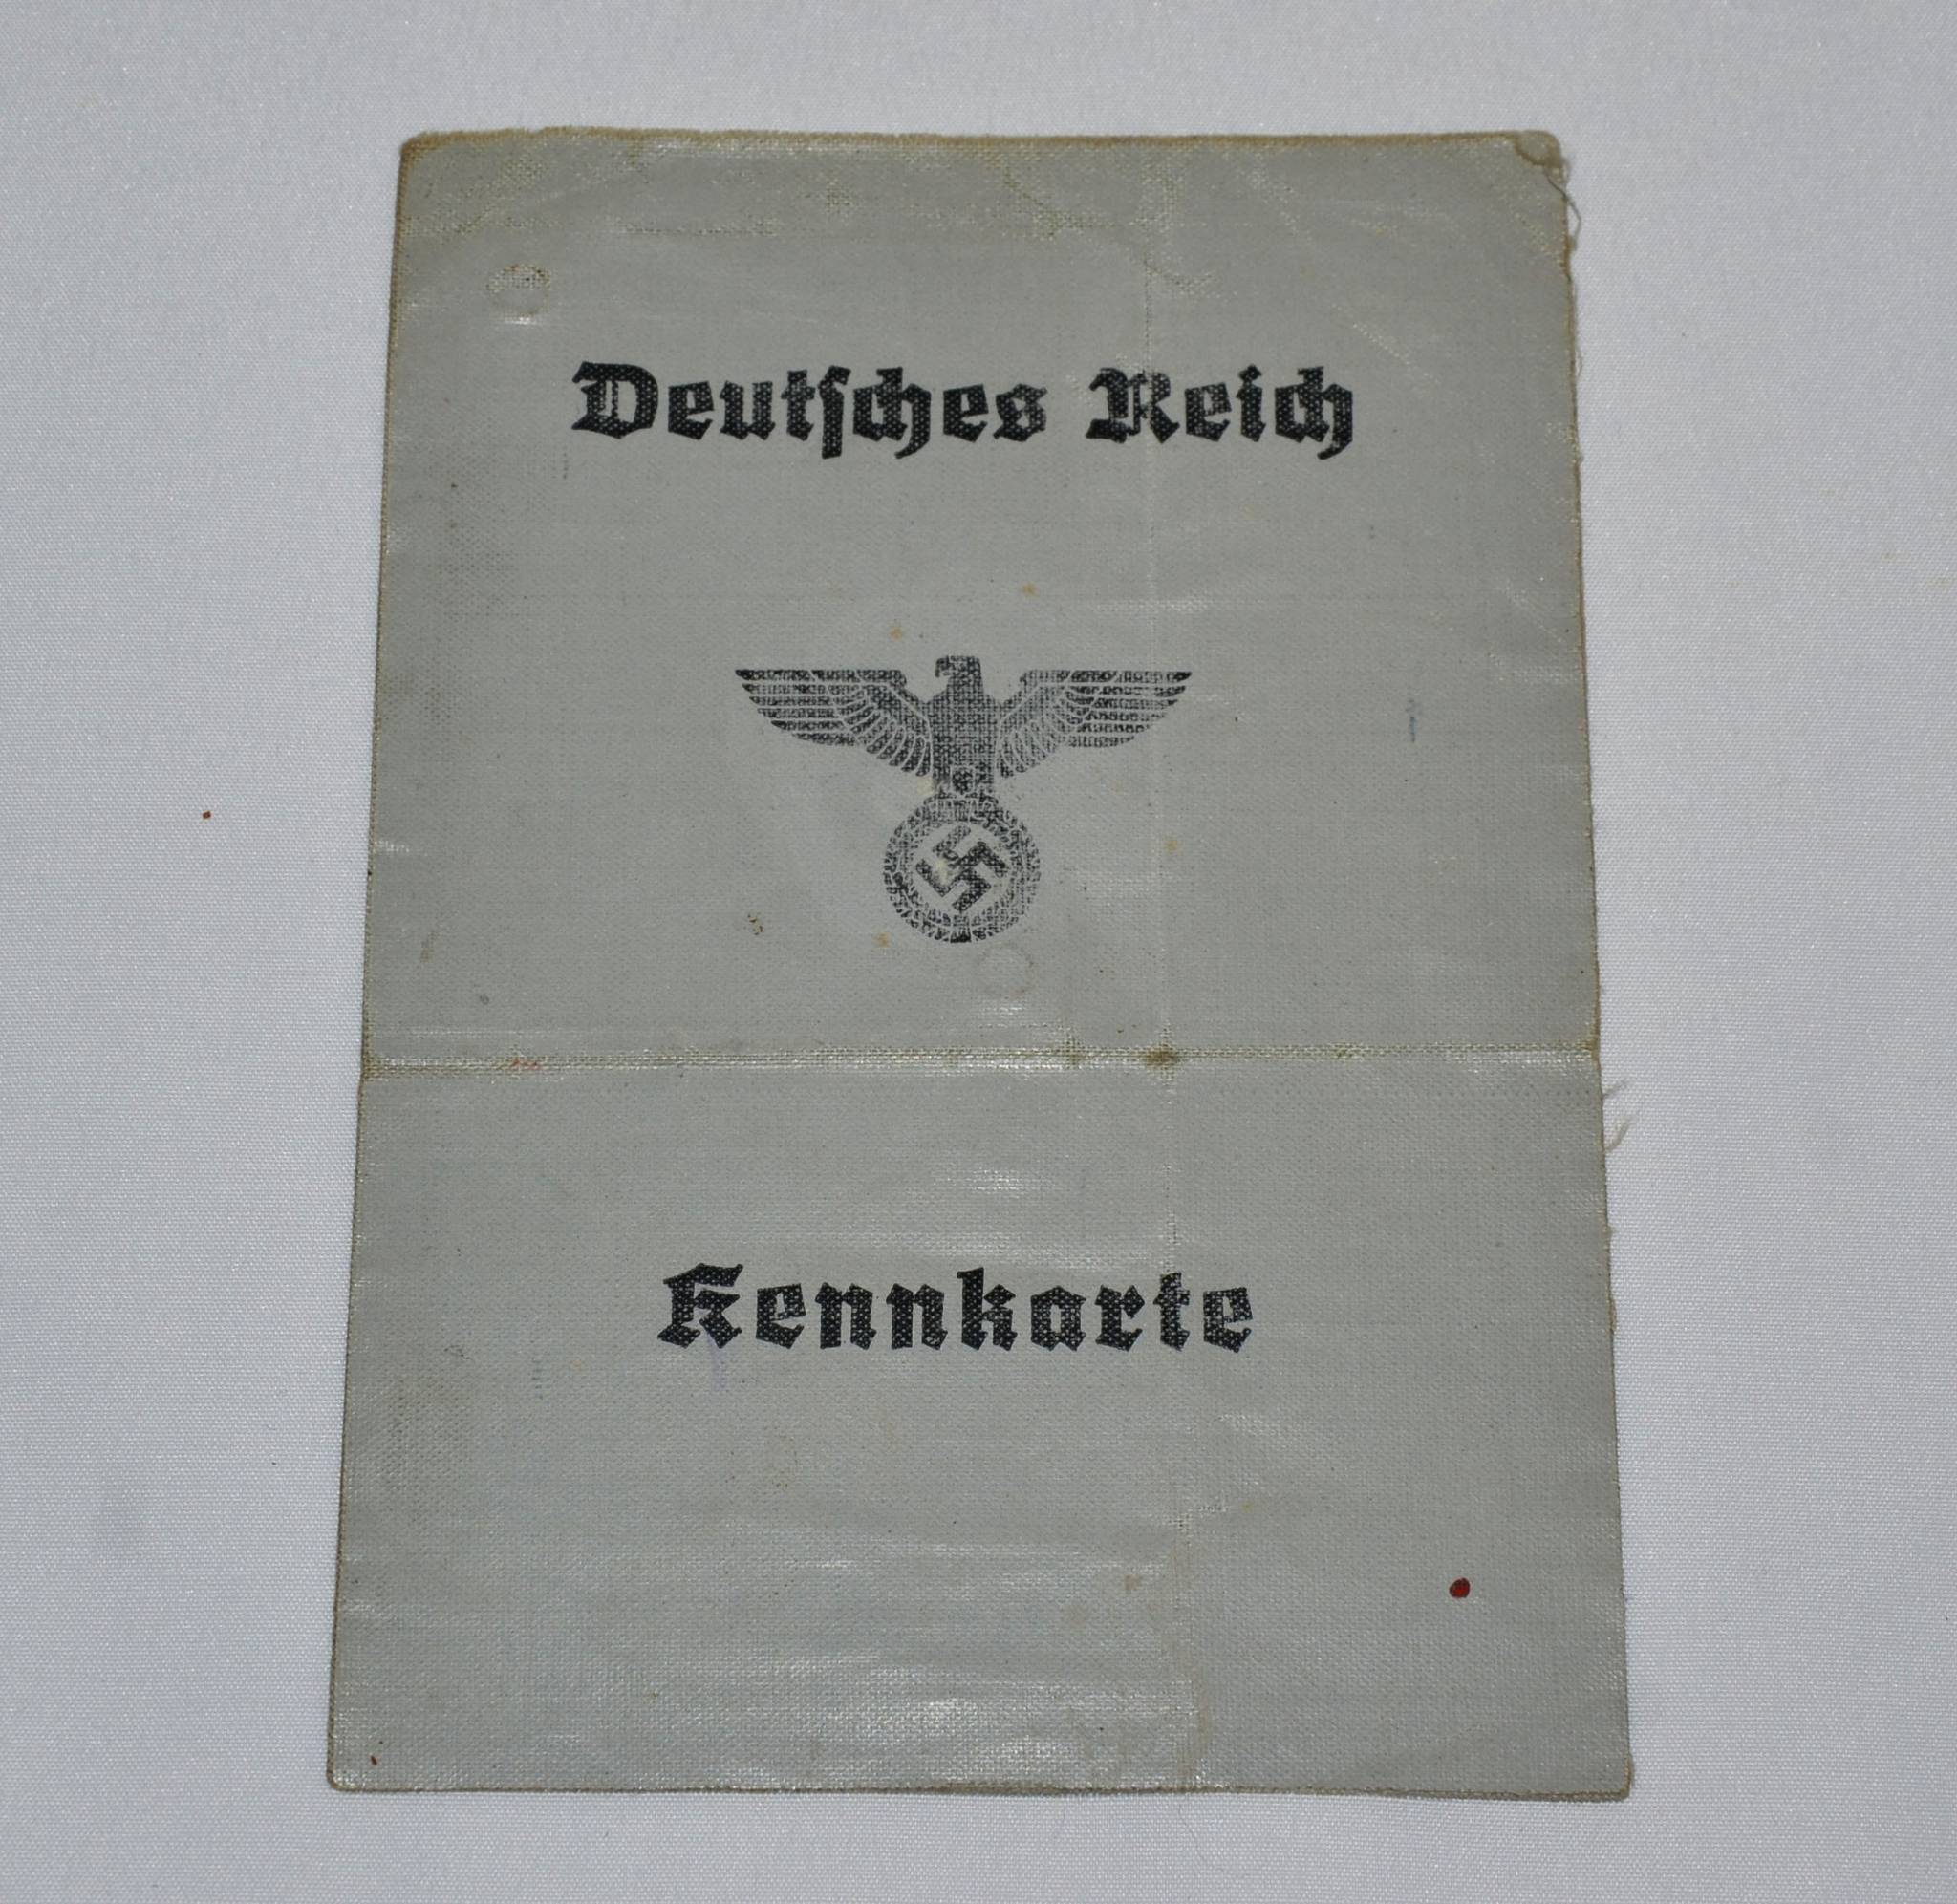 Deutſches Reich
Kennkarte